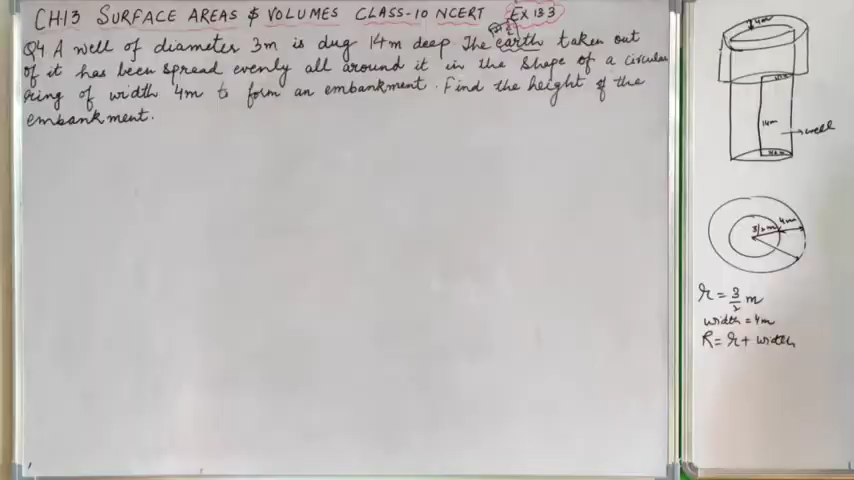 CH13 SURFACE AREAS & VOLUMES CLASS-10 NCERT Ex 13.3
Q4 A well of diameter 3m is dug 14m deep. The earth taken out
of it has been spread evenly all around it in the shape of a circular
ring of width 4m to form an embankment. Find the height of the
embankment.
4m
14m
well
3/2m 4m
r = 3/2 m
width = 4m
R = r + width